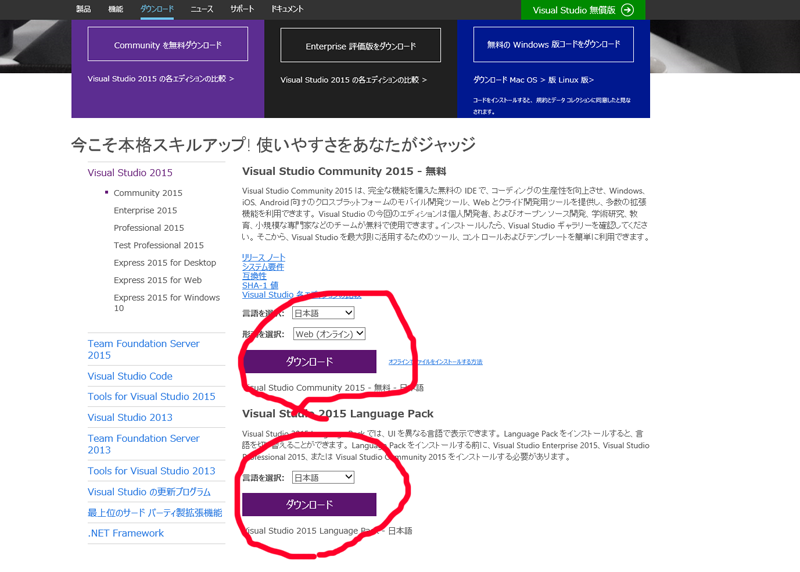 製品 機能 ダウンロード ニュース サポート ドキュメント Visual Studio 無償版
Community を無料ダウンロード
Enterprise 評価版をダウンロード
無料の Windows 版コードをダウンロード
Visual Studio 2015 の各エディションの比較 >
Visual Studio 2015 の各エディションの比較 >
ダウンロード Mac OS > 版 Linux 版>
コードをインストールすると、規約とデータ コレクションに同意したと見な
されます。
今こそ本格スキルアップ! 使いやすさをあなたがジャッジ
Visual Studio 2015
Community 2015
Enterprise 2015
Professional 2015
Test Professional 2015
Express 2015 for Desktop
Express 2015 for Web
Express 2015 for Windows
10
Team Foundation Server
2015
Visual Studio Code
Tools for Visual Studio 2015
Visual Studio 2013
Team Foundation Server
2013
Tools for Visual Studio 2013
Visual Studio の更新プログラム
最上位のサード パーティ製拡張機能
.NET Framework
Visual Studio Community 2015 - 無料
Visual Studio Community 2015 は、完全な機能を備えた無料の IDE で、コーディングの生産性を向上させ、Windows、
iOS、Android 向けのクロスプラットフォームのモバイル開発ツール、Web とクライド開発用ツールを提供し、多数の拡張
機能を利用できます。Visual Studio の今回のエディションは個人開発者、およびオープンソース開発、学術研究、教
育、小規模な専門家などのチームが無料で使用できます。インストールしたら、Visual Studio ギャラリーを確認してくださ
い。そこから、Visual Studio を最大限に活用するためのツール、コントロールおよびテンプレートを簡単に利用できます。
リリース ノート
システム要件
互換性
SHA-1 値
Visual Studio 各エディションの比較
言語を選択: 日本語
形式を選択: Web (オンライン)
ダウンロード オフラインでファイルをインストールする方法
Visual Studio Community 2015 - 無料 - 日本語
Visual Studio 2015 Language Pack
Visual Studio 2015 Language Pack では、UI を異なる言語で表示できます。Language Pack をインストールすると、言
語を切り替えることができます。Language Pack をインストールする前に、Visual Studio Enterprise 2015、Visual Studio
Professional 2015、または Visual Studio Community 2015 をインストールする必要があります。
言語を選択: 日本語
ダウンロード
Visual Studio 2015 Language Pack - 日本語